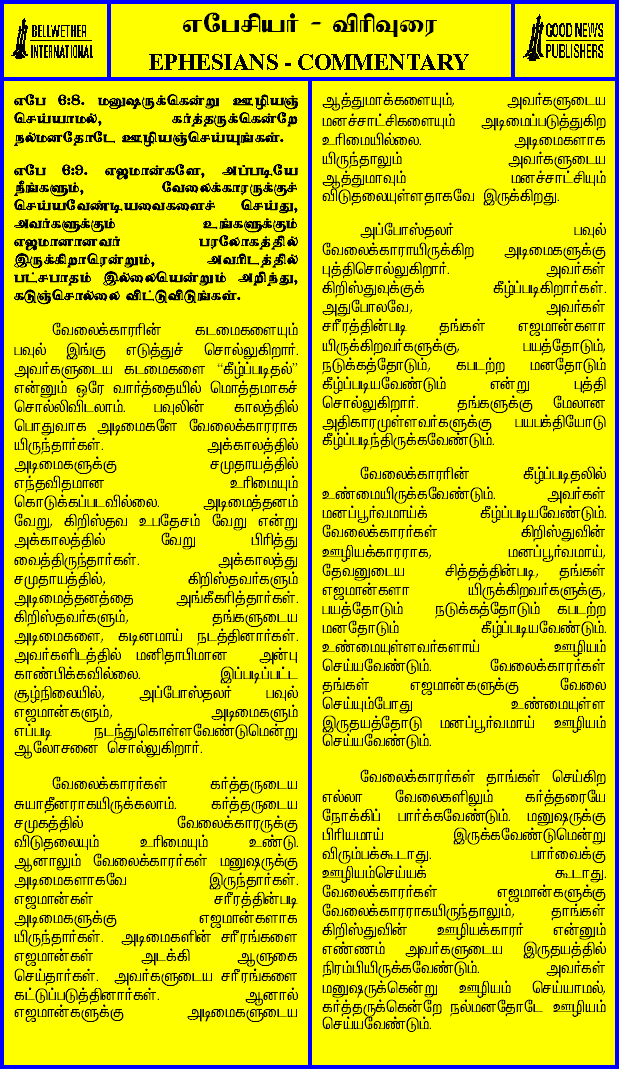 BELLWETHER
INTERNATIONAL
எபேசியர் - விரிவுரை
EPHESIANS - COMMENTARY
GOOD NEWS
PUBLISHERS
எபே 6:8. மனுஷருக்கென்று ஊழியஞ்
செய்யாமல், கர்த்தருக்கென்றே
நல்மனதோடே ஊழியஞ்செய்யுங்கள்.
எபே 6:9. எஜமான்களே, அப்படியே
நீங்களும், வேலைக்காரருக்குச்
செய்யவேண்டியவைகளைச் செய்து,
அவர்களுக்கும் உங்களுக்கும்
எஜமானானவர் பரலோகத்தில்
இருக்கிறாரென்றும், அவரிடத்தில்
பட்சபாதம் இல்லையென்றும் அறிந்து,
கடுஞ்சொல்லை விட்டுவிடுங்கள்.
வேலைக்காரரின் கடமைகளையும்
பவுல் இங்கு எடுத்துச் சொல்லுகிறார்.
அவர்களுடைய கடமைகளை “கீழ்ப்படிதல்”
என்னும் ஒரே வார்த்தையில் மொத்தமாகச்
சொல்லிவிடலாம். பவுலின் காலத்தில்
பொதுவாக அடிமைகளே வேலைக்காரராக
யிருந்தார்கள். அக்காலத்தில்
அடிமைகளுக்கு சமுதாயத்தில்
எந்தவிதமான உரிமையும்
கொடுக்கப்படவில்லை. அடிமைத்தனம்
வேறு, கிறிஸ்தவ உபதேசம் வேறு என்று
அக்காலத்தில் வேறு பிரித்து
வைத்திருந்தார்கள். அக்காலத்து
சமுதாயத்தில், கிறிஸ்தவர்களும்
அடிமைத்தனத்தை அங்கீகரித்தார்கள்.
கிறிஸ்தவர்களும், தங்களுடைய
அடிமைகளை, கடினமாய் நடத்தினார்கள்.
அவர்களிடத்தில் மனிதாபிமான அன்பு
காண்பிக்கவில்லை. இப்படிப்பட்ட
சூழ்நிலையில், அப்போஸ்தலர் பவுல்
எஜமான்களும், அடிமைகளும்
எப்படி நடந்துகொள்ளவேண்டுமென்று
ஆலோசனை சொல்லுகிறார்.
வேலைக்காரர்கள் கர்த்தருடைய
சுயாதீனராகயிருக்கலாம். கர்த்தருடைய
சமுகத்தில் வேலைக்காரருக்கு
விடுதலையும் உரிமையும் உண்டு.
ஆனாலும் வேலைக்காரர்கள் மனுஷருக்கு
அடிமைகளாகவே இருந்தார்கள்.
எஜமான்கள் சரீரத்தின்படி
அடிமைகளுக்கு எஜமான்களாக
யிருந்தார்கள். அடிமைகளின் சரீரங்களை
எஜமான்கள் அடக்கி ஆளுகை
செய்தார்கள். அவர்களுடைய சரீரங்களை
கட்டுப்படுத்தினார்கள். ஆனால்
எஜமான்களுக்கு அடிமைகளுடைய
ஆத்துமாக்களையும், அவர்களுடைய
மனச்சாட்சிகளையும் அடிமைப்படுத்துகிற
உரிமையில்லை. அடிமைகளாக
யிருந்தாலும் அவர்களுடைய
ஆத்துமாவும் மனச்சாட்சியும்
விடுதலையுள்ளதாகவே இருக்கிறது.
அப்போஸ்தலர் பவுல்
வேலைக்காராயிருக்கிற அடிமைகளுக்கு
புத்திசொல்லுகிறார். அவர்கள்
கிறிஸ்துவுக்குக் கீழ்ப்படிகிறார்கள்.
அதுபோலவே, அவர்கள்
சரீரத்தின்படி தங்கள் எஜமான்களா
யிருக்கிறவர்களுக்கு, பயத்தோடும்,
நடுக்கத்தோடும், கபடற்ற மனதோடும்
கீழ்ப்படியவேண்டும் என்று புத்தி
சொல்லுகிறார். தங்களுக்கு மேலான
அதிகாரமுள்ளவர்களுக்கு பயபக்தியோடு
கீழ்ப்படிந்திருக்கவேண்டும்.
வேலைக்காரரின் கீழ்ப்படிதலில்
உண்மையிருக்கவேண்டும். அவர்கள்
மனப்பூர்வமாய்க் கீழ்ப்படியவேண்டும்.
வேலைக்காரர்கள் கிறிஸ்துவின்
ஊழியக்காரராக, மனப்பூர்வமாய்,
தேவனுடைய சித்தத்தின்படி, தங்கள்
எஜமான்களா யிருக்கிறவர்களுக்கு,
பயத்தோடும் நடுக்கத்தோடும் கபடற்ற
மனதோடும் கீழ்ப்படியவேண்டும்.
உண்மையுள்ளவர்களாய் ஊழியம்
செய்யவேண்டும். வேலைக்காரர்கள்
தங்கள் எஜமான்களுக்கு வேலை
செய்யும்போது உண்மையுள்ள
இருதயத்தோடு மனப்பூர்வமாய் ஊழியம்
செய்யவேண்டும்.
வேலைக்காரர்கள் தாங்கள் செய்கிற
எல்லா வேலைகளிலும் கர்த்தரையே
நோக்கிப் பார்க்கவேண்டும். மனுஷருக்கு
பிரியமாய் இருக்கவேண்டுமென்று
விரும்பக்கூடாது. பார்வைக்கு
ஊழியம்செய்யக் கூடாது.
வேலைக்காரர்கள் எஜமான்களுக்கு
வேலைக்காரராகயிருந்தாலும், தாங்கள்
கிறிஸ்துவின் ஊழியக்காரர் என்னும்
எண்ணம் அவர்களுடைய இருதயத்தில்
நிரம்பியிருக்கவேண்டும். அவர்கள்
மனுஷருக்கென்று ஊழியம் செய்யாமல்,
கர்த்தருக்கென்றே நல்மனதோடே ஊழியம்
செய்யவேண்டும்.